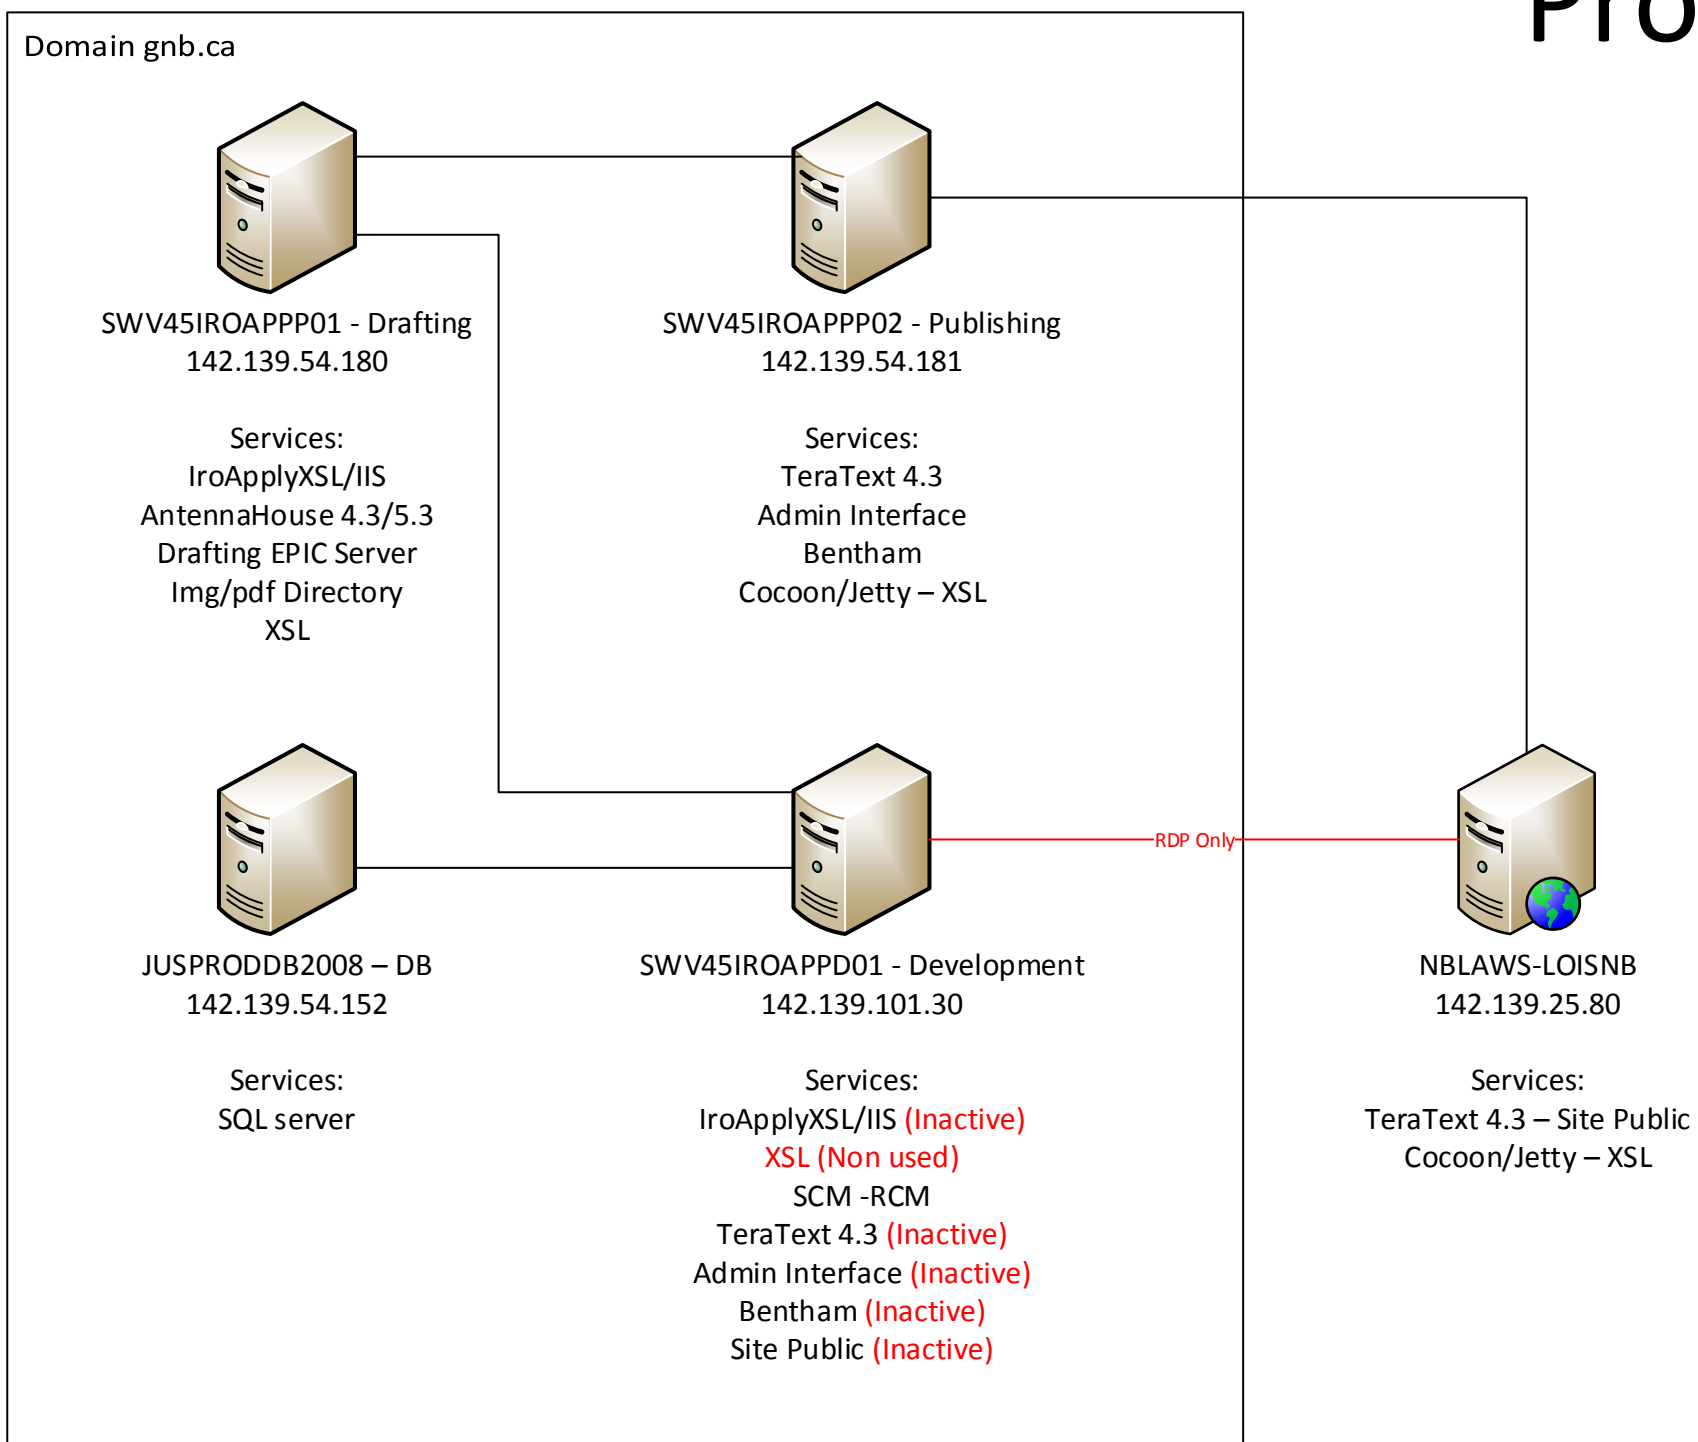 Pro
Domain gnb.ca
SWV45IROAPPP01 - Drafting
142.139.54.180
Services:
IroApplyXSL/IIS
AntennaHouse 4.3/5.3
Drafting EPIC Server
Img/pdf Directory
XSL
SWV45IROAPPP02 - Publishing
142.139.54.181
Services:
TeraText 4.3
Admin Interface
Bentham
Cocoon/Jetty – XSL
RDP Only
JUSPRODDB2008 – DB
142.139.54.152
Services:
SQL server
SWV45IROAPPD01 - Development
142.139.101.30
Services:
IroApplyXSL/IIS (Inactive)
XSL (Non used)
SCM -RCM
TeraText 4.3 (Inactive)
Admin Interface (Inactive)
Bentham (Inactive)
Site Public (Inactive)
NBLAWS-LOISNB
142.139.25.80
Services:
TeraText 4.3 – Site Public
Cocoon/Jetty – XSL